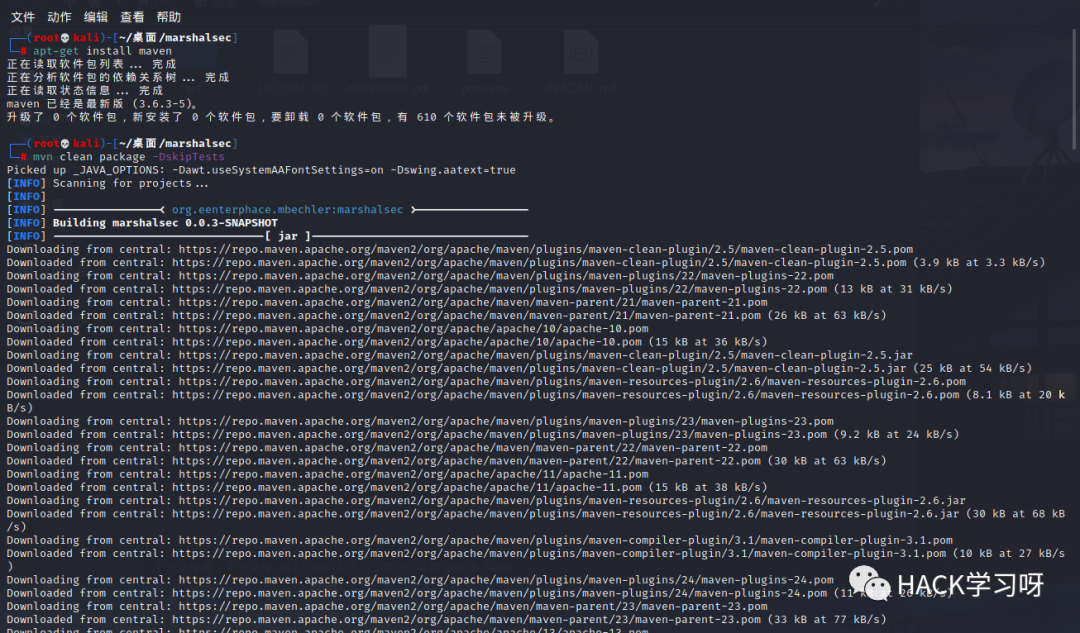 文件 动作 编辑 查看 帮助
(root💀kali)-[~/桌面/marshalsec]
# apt-get install maven
正在读取软件包列表... 完成
正在分析软件包的依赖关系树... 完成
正在读取状态信息... 完成
maven 已经是最新版 (3.6.3-5)。
升级了 0 个软件包，新安装了 0 个软件包，要卸载 0 个软件包，有 610 个软件包未被升级。
(root💀kali)-[~/桌面/marshalsec]
# mvn clean package -DskipTests
Picked up _JAVA_OPTIONS: -Dawt.useSystemAAFontSettings=on -Dswing.aatext=true
[INFO] Scanning for projects...
[INFO]
[INFO] ----------------< org.eenterphace.mbechler:marshalsec >-----------------
[INFO] Building marshalsec 0.0.3-SNAPSHOT
[INFO] --------------------------------[ jar ]---------------------------------
Downloading from central: https://repo.maven.apache.org/maven2/org/apache/maven/plugins/maven-clean-plugin/2.5/maven-clean-plugin-2.5.pom
Downloaded from central: https://repo.maven.apache.org/maven2/org/apache/maven/plugins/maven-clean-plugin/2.5/maven-clean-plugin-2.5.pom (3.9 kB at 3.3 kB/s)
Downloading from central: https://repo.maven.apache.org/maven2/org/apache/maven/plugins/maven-plugins/22/maven-plugins-22.pom
Downloaded from central: https://repo.maven.apache.org/maven2/org/apache/maven/plugins/maven-plugins/22/maven-plugins-22.pom (13 kB at 31 kB/s)
Downloading from central: https://repo.maven.apache.org/maven2/org/apache/maven/maven-parent/21/maven-parent-21.pom
Downloaded from central: https://repo.maven.apache.org/maven2/org/apache/maven/maven-parent/21/maven-parent-21.pom (26 kB at 63 kB/s)
Downloading from central: https://repo.maven.apache.org/maven2/org/apache/apache/10/apache-10.pom
Downloaded from central: https://repo.maven.apache.org/maven2/org/apache/apache/10/apache-10.pom (15 kB at 36 kB/s)
Downloading from central: https://repo.maven.apache.org/maven2/org/apache/maven/plugins/maven-clean-plugin/2.5/maven-clean-plugin-2.5.jar
Downloaded from central: https://repo.maven.apache.org/maven2/org/apache/maven/plugins/maven-clean-plugin/2.5/maven-clean-plugin-2.5.jar (25 kB at 54 kB/s)
Downloading from central: https://repo.maven.apache.org/maven2/org/apache/maven/plugins/maven-resources-plugin/2.6/maven-resources-plugin-2.6.pom
Downloaded from central: https://repo.maven.apache.org/maven2/org/apache/maven/plugins/maven-resources-plugin/2.6/maven-resources-plugin-2.6.pom (8.1 kB at 20 k
B/s)
Downloading from central: https://repo.maven.apache.org/maven2/org/apache/maven/plugins/maven-plugins/23/maven-plugins-23.pom
Downloaded from central: https://repo.maven.apache.org/maven2/org/apache/maven/plugins/maven-plugins/23/maven-plugins-23.pom (9.2 kB at 24 kB/s)
Downloading from central: https://repo.maven.apache.org/maven2/org/apache/maven/maven-parent/22/maven-parent-22.pom
Downloaded from central: https://repo.maven.apache.org/maven2/org/apache/maven/maven-parent/22/maven-parent-22.pom (30 kB at 63 kB/s)
Downloading from central: https://repo.maven.apache.org/maven2/org/apache/apache/11/apache-11.pom
Downloaded from central: https://repo.maven.apache.org/maven2/org/apache/apache/11/apache-11.pom (15 kB at 38 kB/s)
Downloading from central: https://repo.maven.apache.org/maven2/org/apache/maven/plugins/maven-resources-plugin/2.6/maven-resources-plugin-2.6.jar
Downloaded from central: https://repo.maven.apache.org/maven2/org/apache/maven/plugins/maven-resources-plugin/2.6/maven-resources-plugin-2.6.jar (30 kB at 68 kB
/s)
Downloading from central: https://repo.maven.apache.org/maven2/org/apache/maven/plugins/maven-compiler-plugin/3.1/maven-compiler-plugin-3.1.pom
Downloaded from central: https://repo.maven.apache.org/maven2/org/apache/maven/plugins/maven-compiler-plugin/3.1/maven-compiler-plugin-3.1.pom (10 kB at 27 kB/s
)
Downloading from central: https://repo.maven.apache.org/maven2/org/apache/maven/plugins/maven-plugins/24/maven-plugins-24.pom
Downloaded from central: https://repo.maven.apache.org/maven2/org/apache/maven/plugins/maven-plugins/24/maven-plugins-24.pom
HACK学习呀
Downloading from central: https://repo.maven.apache.org/maven2/org/apache/maven/maven-parent/23/maven-parent-23.pom
Downloaded from central: https://repo.maven.apache.org/maven2/org/apache/maven/maven-parent/23/maven-parent-23.pom (33 kB at 77 kB/s)
Downloading from central: https://repo.maven.apache.org/maven2/org/apache/apache/13/apache-13.pom